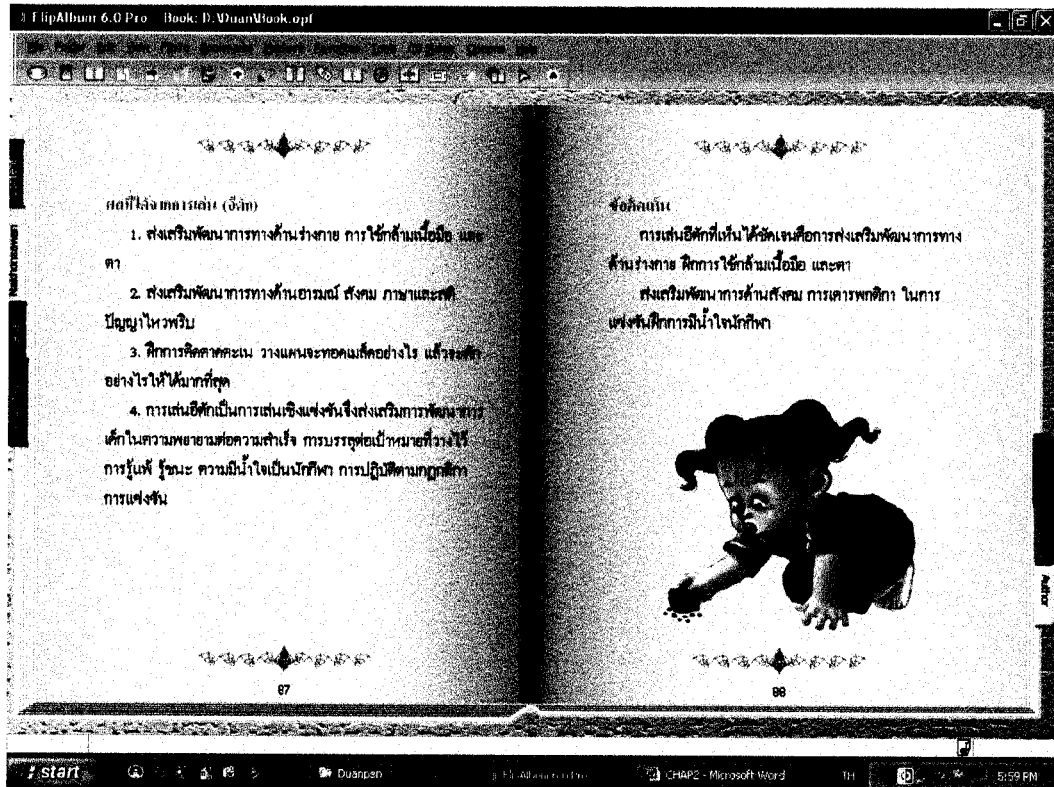 FlipAlbum 6.0 Pro Book: D:\Duan\Book.opf
ผลที่ได้จากการเล่น (อีตัก)
1. ส่งเสริมพัฒนาการทางด้านร่างกาย การใช้กล้ามเนื้อมือ และ
ตา
2. ส่งเสริมพัฒนาการทางด้านอารมณ์ สังคม ภาษาและสติ
ปัญญาไหวพริบ
3. ฝึกการคิดคาดคะเน วางแผนจะทอดเมล็ดอย่างไร แล้วจะตัก
อย่างไรให้ได้มากที่สุด
4. การเล่นอีตักเป็นการเล่นเชิงแข่งขันจึงส่งเสริมการพัฒนาการ
เด็กในความพยายามต่อความสำเร็จ การบรรลุต่อเป้าหมายที่วางไว้
การรู้แพ้ รู้ชนะ ความมีน้ำใจเป็นนักกีฬา การปฏิบัติตามกฎกติกา
การแข่งขัน
87
ข้อคิดเห็น
การเล่นอีตักที่เห็นได้ชัดเจนคือการส่งเสริมพัฒนาการทาง
ด้านร่างกาย ฝึกการใช้กล้ามเนื้อมือ และตา
ส่งเสริมพัฒนาการด้านสังคม การเคารพกติกา ในการ
แข่งขันฝึกการมีน้ำใจนักกีฬา
88
Author
start
Duanpen
CHAP2 - Microsoft Word
TH
5:59 PM